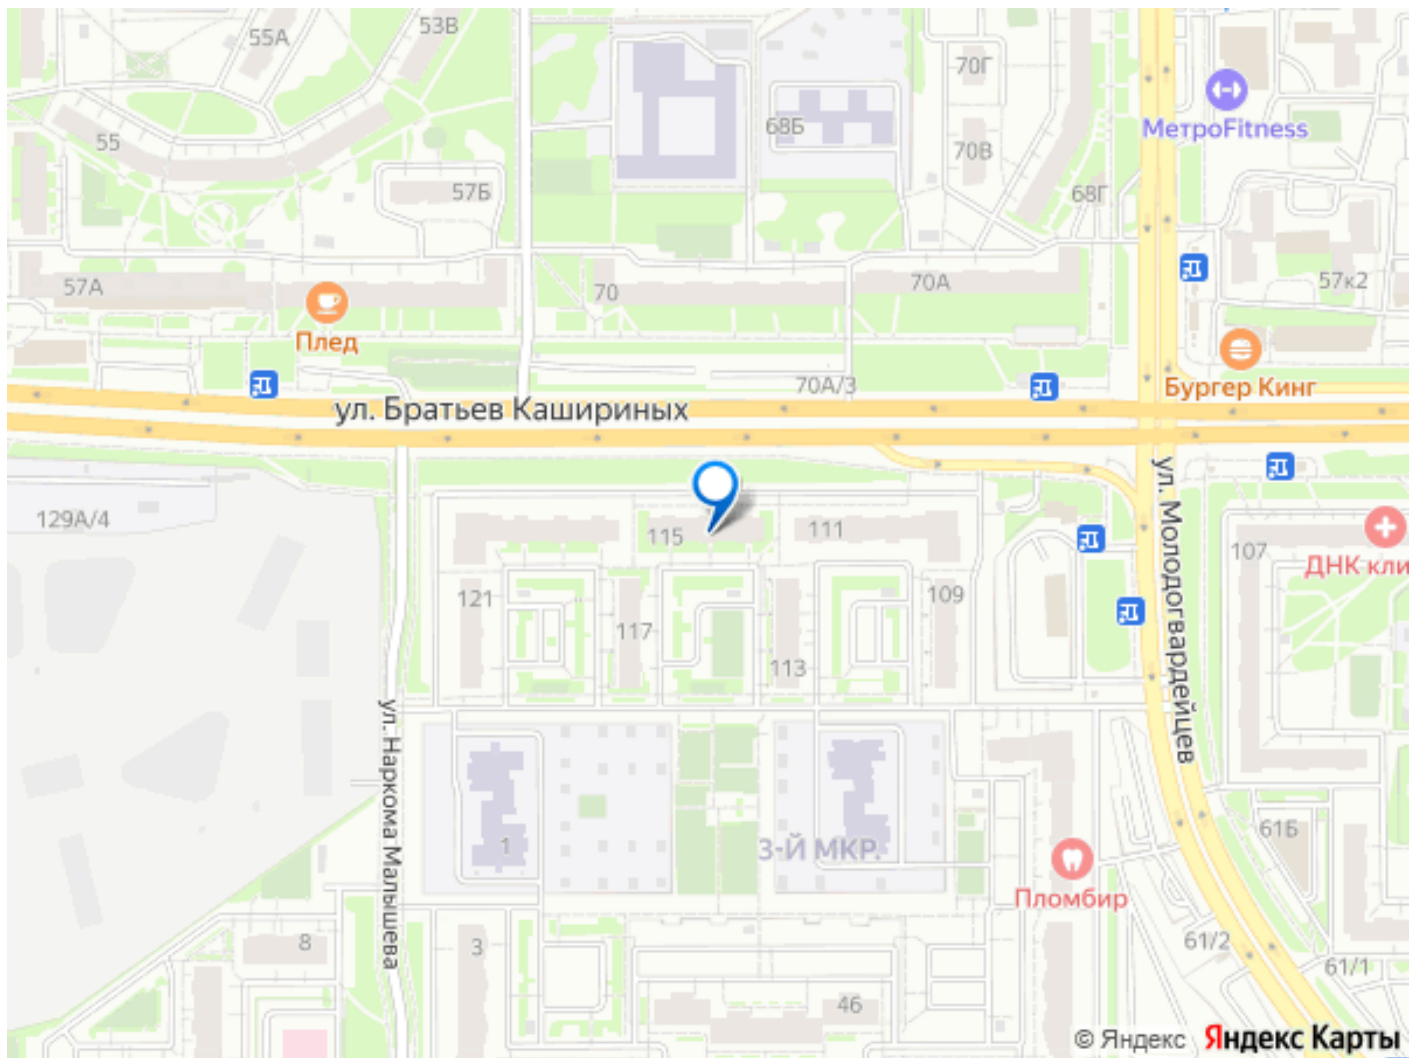 55А
53В
70Г
МетроFitness
68Б
55
70В
57Б
68Г
57А
70
70А
57к2
Плед
Бургер Кинг
70А/3
ул. Братьев Кашириных
129А/4
115
111
107
ДНК кли
ул. Молодогвардейцев
121
117
113
109
ул. Наркома Малышева
1
3-Й МКР.
61Б
Пломбир
8
3
61/2
61/1
46
© Яндекс Яндекс Карты